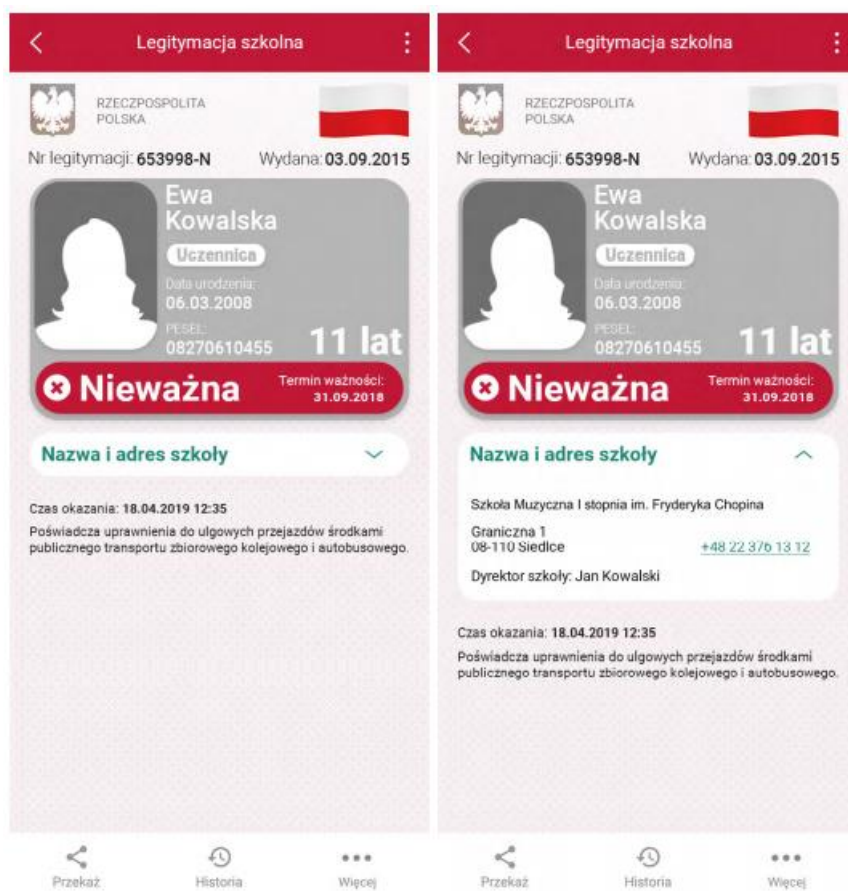 Legitymacja szkolna
RZECZPOSPOLITA
POLSKA
Nr legitymacji: 653998-N Wydana: 03.09.2015
Ewa
Kowalska
Uczennica
Data urodzenia:
06.03.2008
PESEL:
08270610455
11 lat
Nieważna
Termin ważności:
31.09.2018
Nazwa i adres szkoły
Czas okazania: 18.04.2019 12:35
Poświadcza uprawnienia do ulgowych przejazdów środkami
publicznego transportu zbiorowego kolejowego i autobusowego.
Przekaż Historia Więcej
Legitymacja szkolna
RZECZPOSPOLITA
POLSKA
Nr legitymacji: 653998-N Wydana: 03.09.2015
Ewa
Kowalska
Uczennica
Data urodzenia:
06.03.2008
PESEL:
08270610455
11 lat
Nieważna
Termin ważności:
31.09.2018
Nazwa i adres szkoły
Szkoła Muzyczna I stopnia im. Fryderyka Chopina
Graniczna 1
08-110 Siedlce +48 22 376 13 12
Dyrektor szkoły: Jan Kowalski
Czas okazania: 18.04.2019 12:35
Poświadcza uprawnienia do ulgowych przejazdów środkami
publicznego transportu zbiorowego kolejowego i autobusowego.
Przekaż Historia Więcej